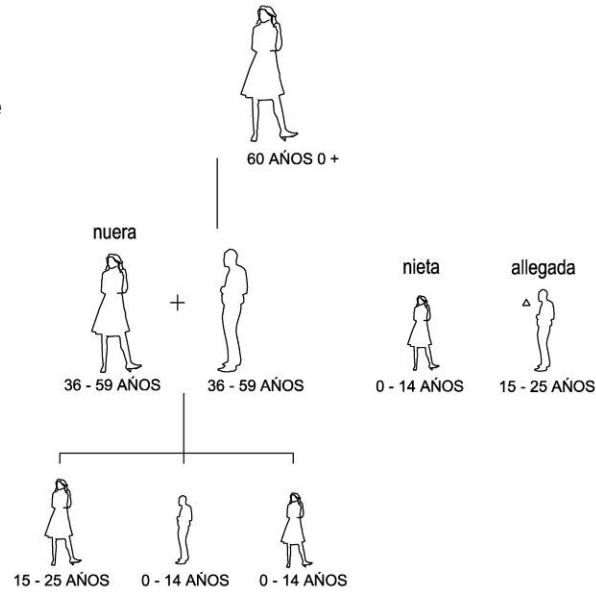 e
60 AÑOS 0 +
nuera
nieta
allegada
+
36 - 59 AÑOS
36 - 59 AÑOS
0 - 14 AÑOS
15 - 25 AÑOS
15 - 25 AÑOS
0 - 14 AÑOS
0 - 14 AÑOS